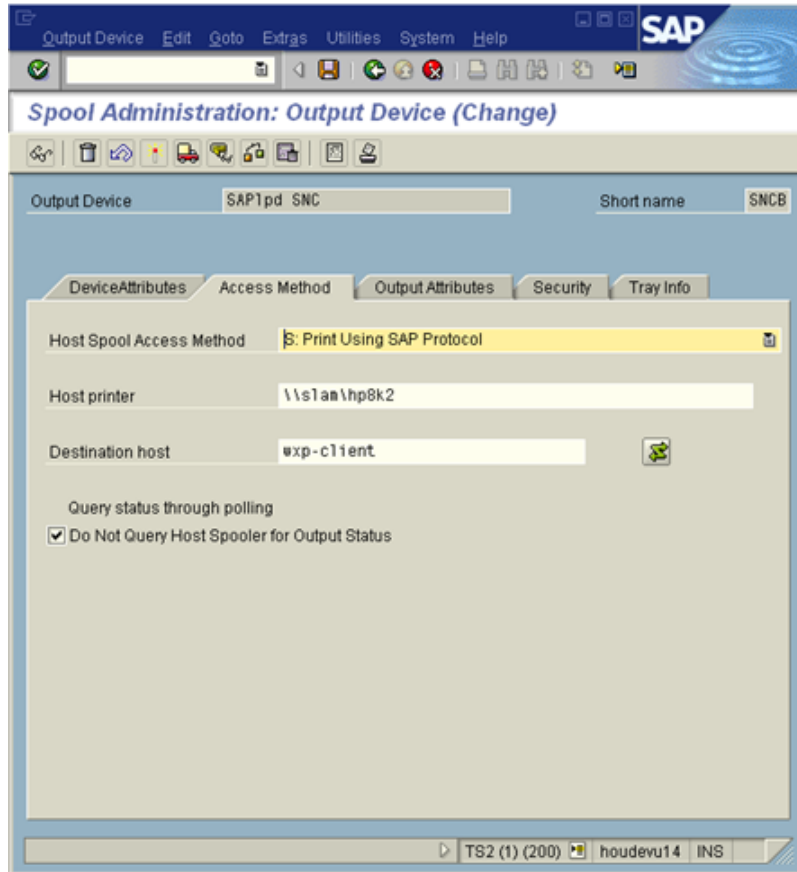 Output Device Edit Goto Extras Utilities System Help
SAP
Spool Administration: Output Device (Change)
Output Device SAPlpd SNC Short name SNCB
DeviceAttributes Access Method Output Attributes Security Tray Info
Host Spool Access Method S: Print Using SAP Protocol
Host printer \\slam\hp8k2
Destination host wxp-client
Query status through polling
Do Not Query Host Spooler for Output Status
TS2 (1) (200) houdevu14 INS